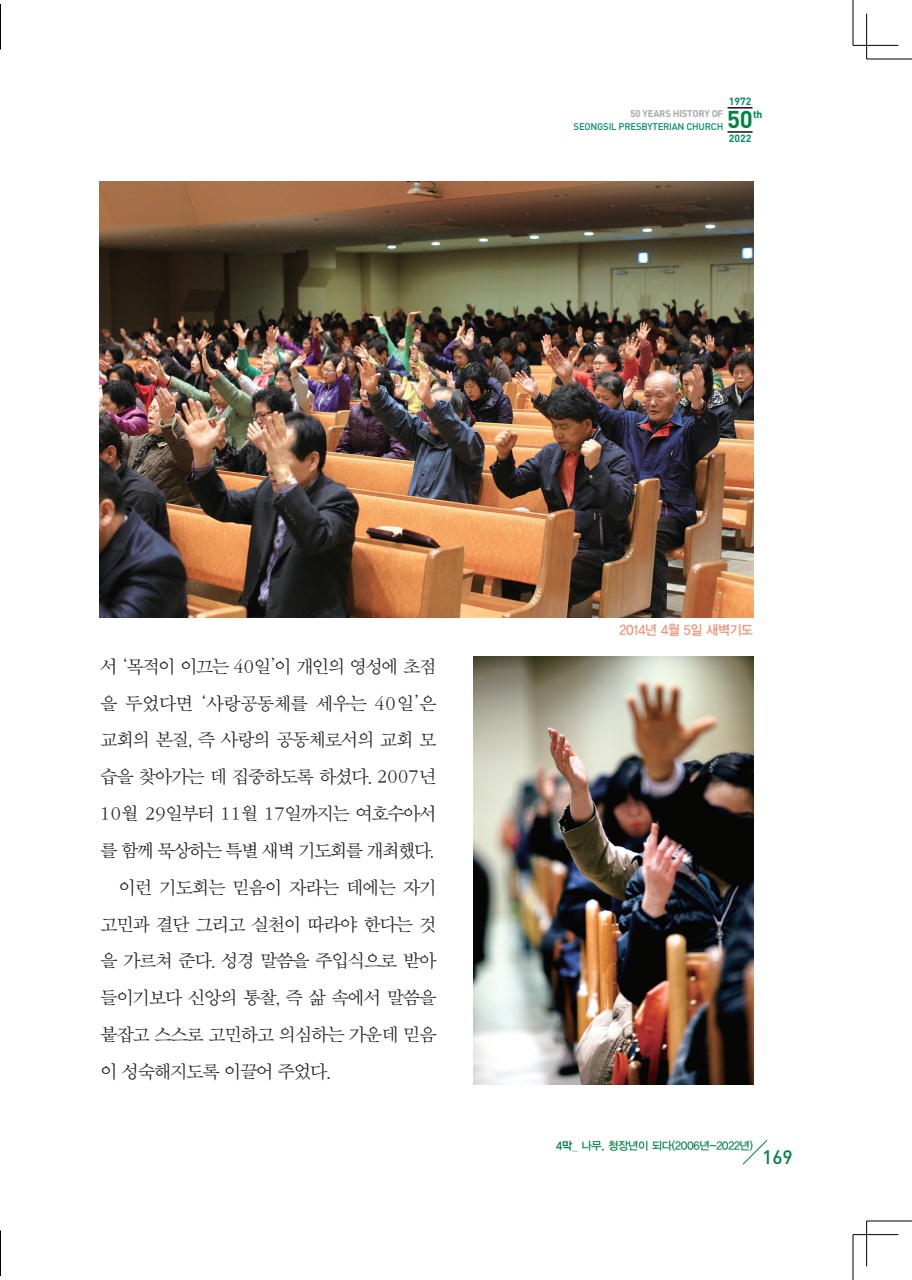 1972
50 YEARS HISTORY OF
SEONGSIL PRESBYTERIAN CHURCH
50th
2022
2014년 4월 5일 새벽기도
서 ‘목적이 이끄는 40일’이 개인의 영성에 초점
을 두었다면 ‘사랑공동체를 세우는 40일’은
교회의 본질, 즉 사랑의 공동체로서의 교회 모
습을 찾아가는 데 집중하도록 하셨다. 2007년
10월 29일부터 11월 17일까지는 여호수아서
를 함께 묵상하는 특별 새벽 기도회를 개최했다.
이런 기도회는 믿음이 자라는 데에는 자기
고민과 결단 그리고 실천이 따라야 한다는 것
을 가르쳐 준다. 성경 말씀을 주입식으로 받아
들이기보다 신앙의 통찰, 즉 삶 속에서 말씀을
붙잡고 스스로 고민하고 의심하는 가운데 믿음
이 성숙해지도록 이끌어 주었다.
4막_ 나무, 청장년이 되다(2006년-2022년)
169